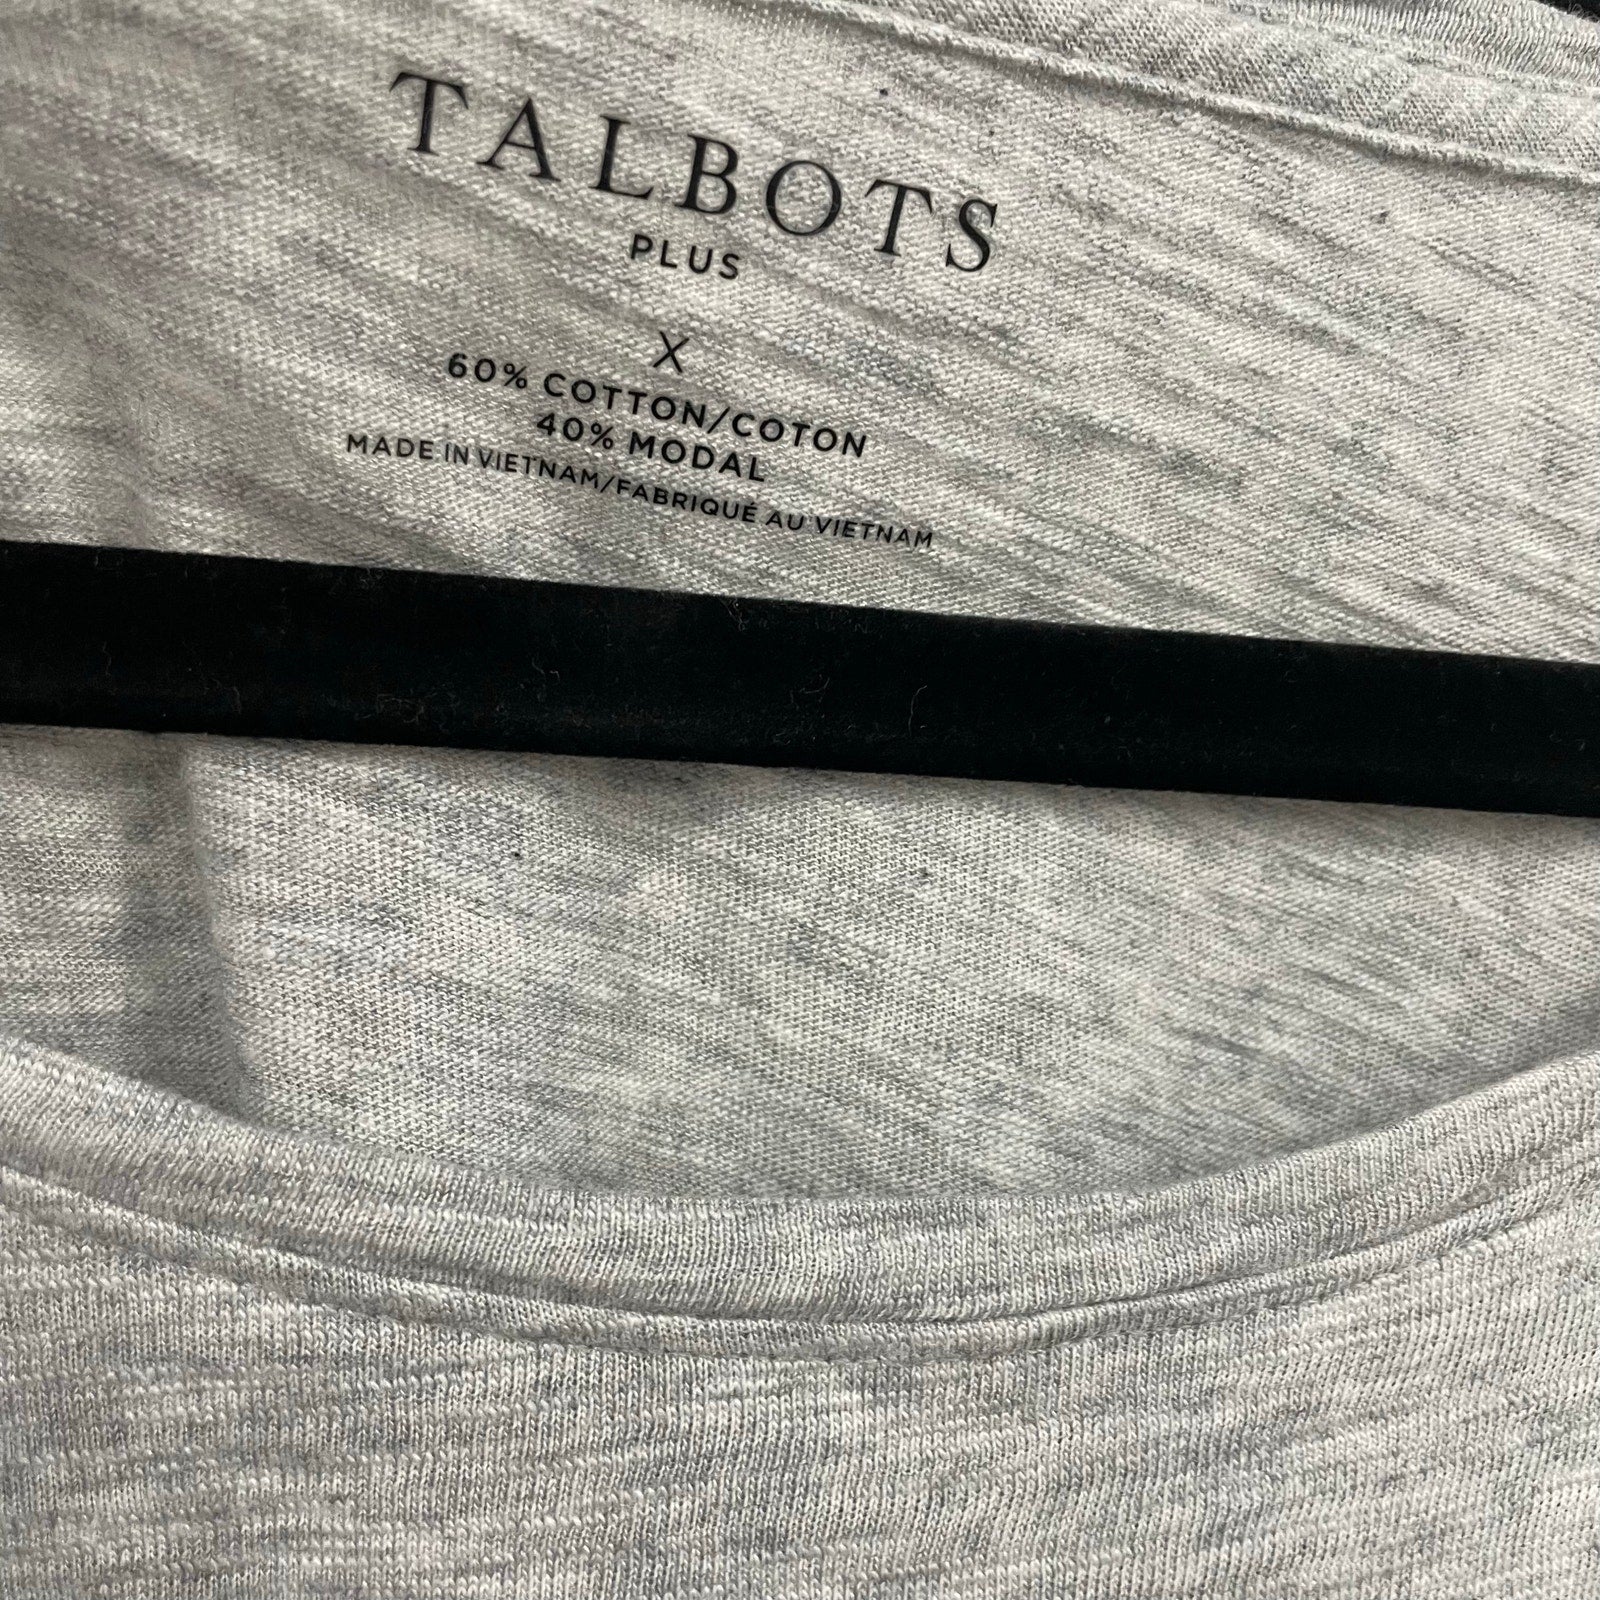 TALBOTS
PLUS
X
60% COTTON/COTON
40% MODAL
MADE IN VIETNAM/FABRIQUÉ AU VIETNAM